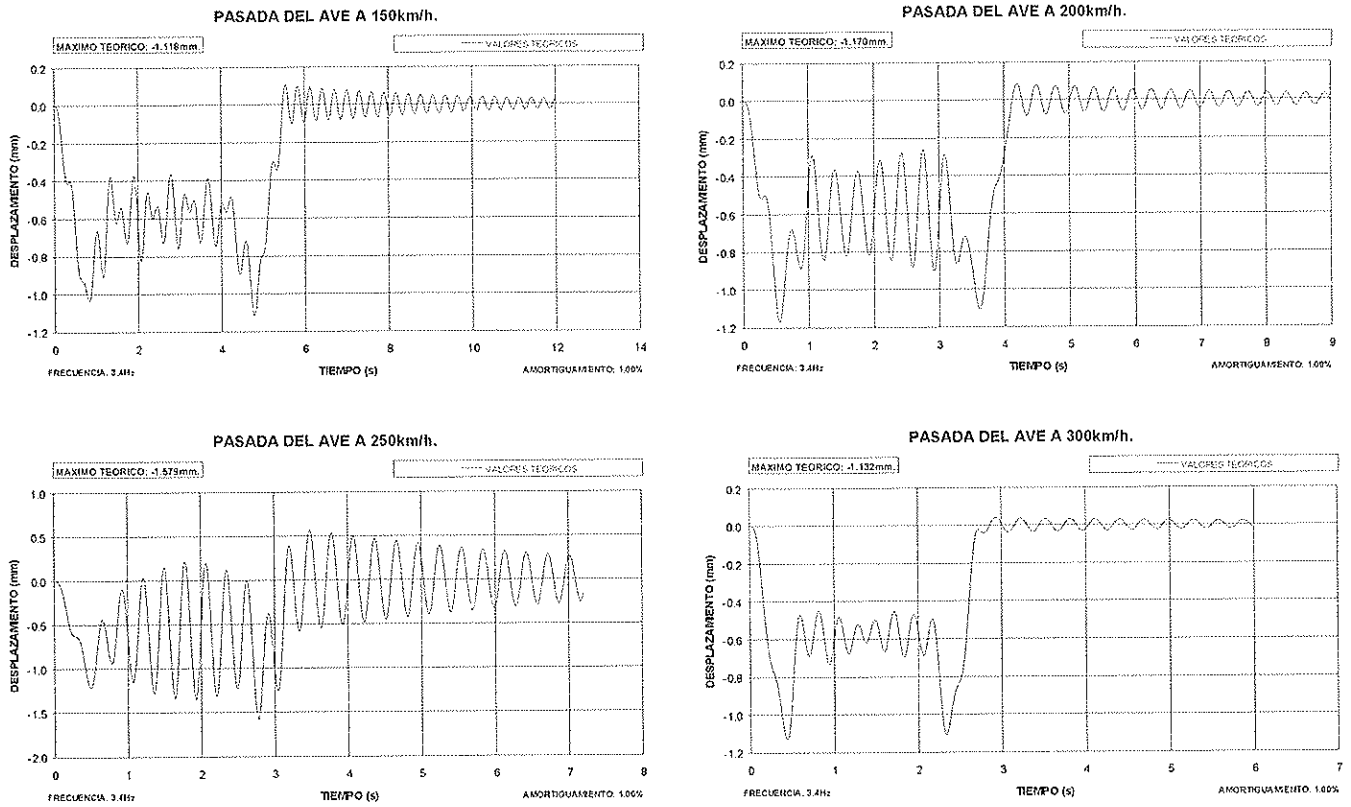 PASADA DEL AVE A 150km/h.
MAXIMO TEORICO: -1.118mm.
VALORES TEORICOS
DESPLAZAMIENTO (mm)
0.2
0.0
-0.2
-0.4
-0.6
-0.8
-1.0
-1.2
0 2 4 6 8 10 12 14
FRECUENCIA: 3.4Hz
TIEMPO (s)
AMORTIGUAMIENTO: 1.00%
PASADA DEL AVE A 200km/h.
MAXIMO TEORICO: -1.170mm.
VALORES TEORICOS
DESPLAZAMIENTO (mm)
0.2
0.0
-0.2
-0.4
-0.6
-0.8
-1.0
-1.2
0 1 2 3 4 5 6 7 8 9
FRECUENCIA: 3.4Hz
TIEMPO (s)
AMORTIGUAMIENTO: 1.00%
PASADA DEL AVE A 250km/h.
MAXIMO TEORICO: -1.579mm.
VALORES TEORICOS
DESPLAZAMIENTO (mm)
1.0
0.5
0.0
-0.5
-1.0
-1.5
-2.0
0 1 2 3 4 5 6 7 8
FRECUENCIA: 3.4Hz
TIEMPO (s)
AMORTIGUAMIENTO: 1.00%
PASADA DEL AVE A 300km/h.
MAXIMO TEORICO: -1.132mm.
VALORES TEORICOS
DESPLAZAMIENTO (mm)
0.2
0.0
-0.2
-0.4
-0.6
-0.8
-1.0
-1.2
0 1 2 3 4 5 6 7
FRECUENCIA: 3.4Hz
TIEMPO (s)
AMORTIGUAMIENTO: 1.00%